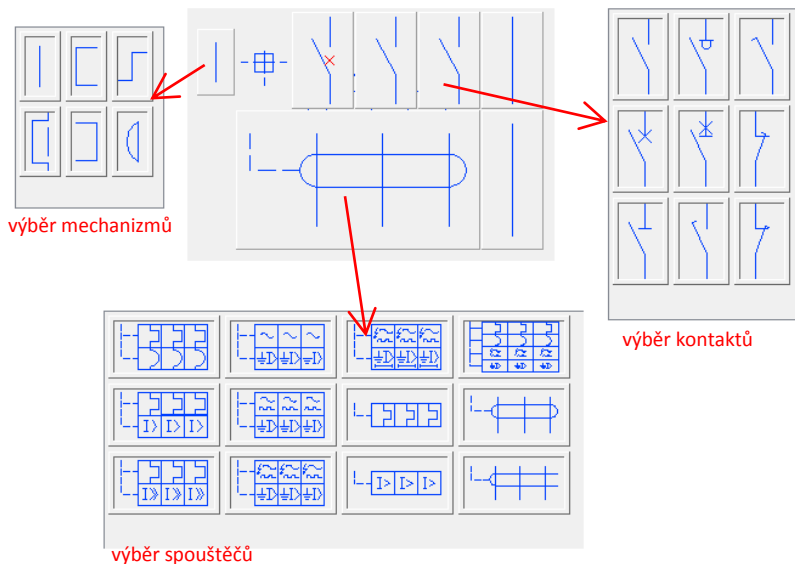 výběr mechanizmů
výběr kontaktů
I> I> I>
I>> I>> I>>
I> I> I>
výběr spouštěčů